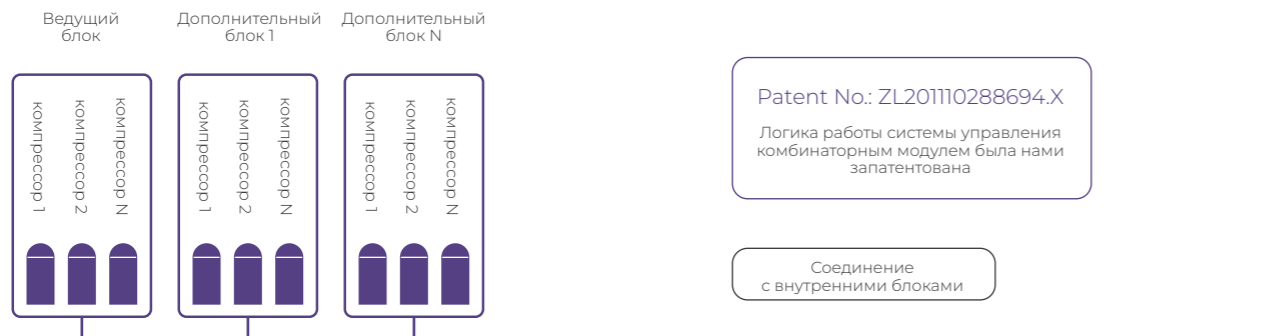 Ведущий
блок
Дополнительный
блок 1
Дополнительный
блок N
компрессор 1
компрессор 2
компрессор N
компрессор 1
компрессор 2
компрессор N
компрессор 1
компрессор 2
компрессор N
Patent No.: ZL201110288694.X
Логика работы системы управления
комбинаторным модулем была нами
запатентована
Соединение
с внутренними блоками